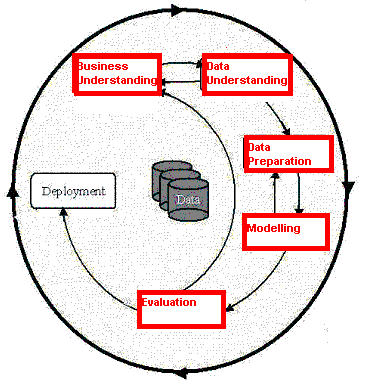 Business
Understanding
Data
Understanding
Data
Preparation
Deployment
Data
Modelling
Evaluation